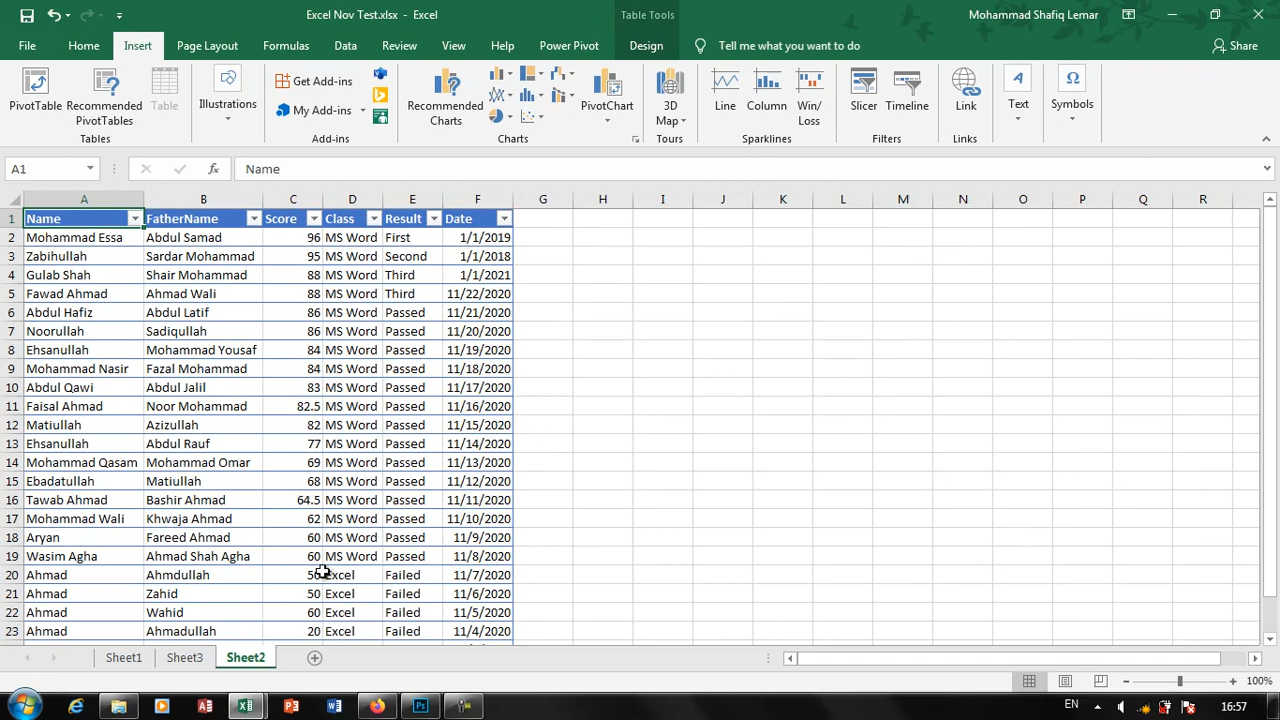 Excel Nov Test.xlsx - Excel
Table Tools
Mohammad Shafiq Lemar
File Home Insert Page Layout Formulas Data Review View Help Power Pivot Design Tell me what you want to do Share
PivotTable
Recommended PivotTables
Table
Tables
Illustrations
Get Add-ins
My Add-ins
Add-ins
Recommended Charts
PivotChart
Charts
3D Map
Tours
Line
Column
Win/ Loss
Sparklines
Slicer
Timeline
Filters
Link
Links
Text
Symbols
A1 fx Name
A B C D E F G H I J K L M N O P Q R
1 Name FatherName Score Class Result Date
2 Mohammad Essa Abdul Samad 96 MS Word First 1/1/2019
3 Zabihullah Sardar Mohammad 95 MS Word Second 1/1/2018
4 Gulab Shah Shair Mohammad 88 MS Word Third 1/1/2021
5 Fawad Ahmad Ahmad Wali 88 MS Word Third 11/22/2020
6 Abdul Hafiz Abdul Latif 86 MS Word Passed 11/21/2020
7 Noorullah Sadiqullah 86 MS Word Passed 11/20/2020
8 Ehsanullah Mohammad Yousaf 84 MS Word Passed 11/19/2020
9 Mohammad Nasir Fazal Mohammad 84 MS Word Passed 11/18/2020
10 Abdul Qawi Abdul Jalil 83 MS Word Passed 11/17/2020
11 Faisal Ahmad Noor Mohammad 82.5 MS Word Passed 11/16/2020
12 Matiullah Azizullah 82 MS Word Passed 11/15/2020
13 Ehsanullah Abdul Rauf 77 MS Word Passed 11/14/2020
14 Mohammad Qasam Mohammad Omar 69 MS Word Passed 11/13/2020
15 Ebadatullah Matiullah 68 MS Word Passed 11/12/2020
16 Tawab Ahmad Bashir Ahmad 64.5 MS Word Passed 11/11/2020
17 Mohammad Wali Khwaja Ahmad 62 MS Word Passed 11/10/2020
18 Aryan Fareed Ahmad 60 MS Word Passed 11/9/2020
19 Wasim Agha Ahmad Shah Agha 60 MS Word Passed 11/8/2020
20 Ahmad Ahmdullah 50 Excel Failed 11/7/2020
21 Ahmad Zahid 50 Excel Failed 11/6/2020
22 Ahmad Wahid 60 Excel Failed 11/5/2020
23 Ahmad Ahmadullah 20 Excel Failed 11/4/2020
Sheet1 Sheet3 Sheet2
100%
EN 16:57